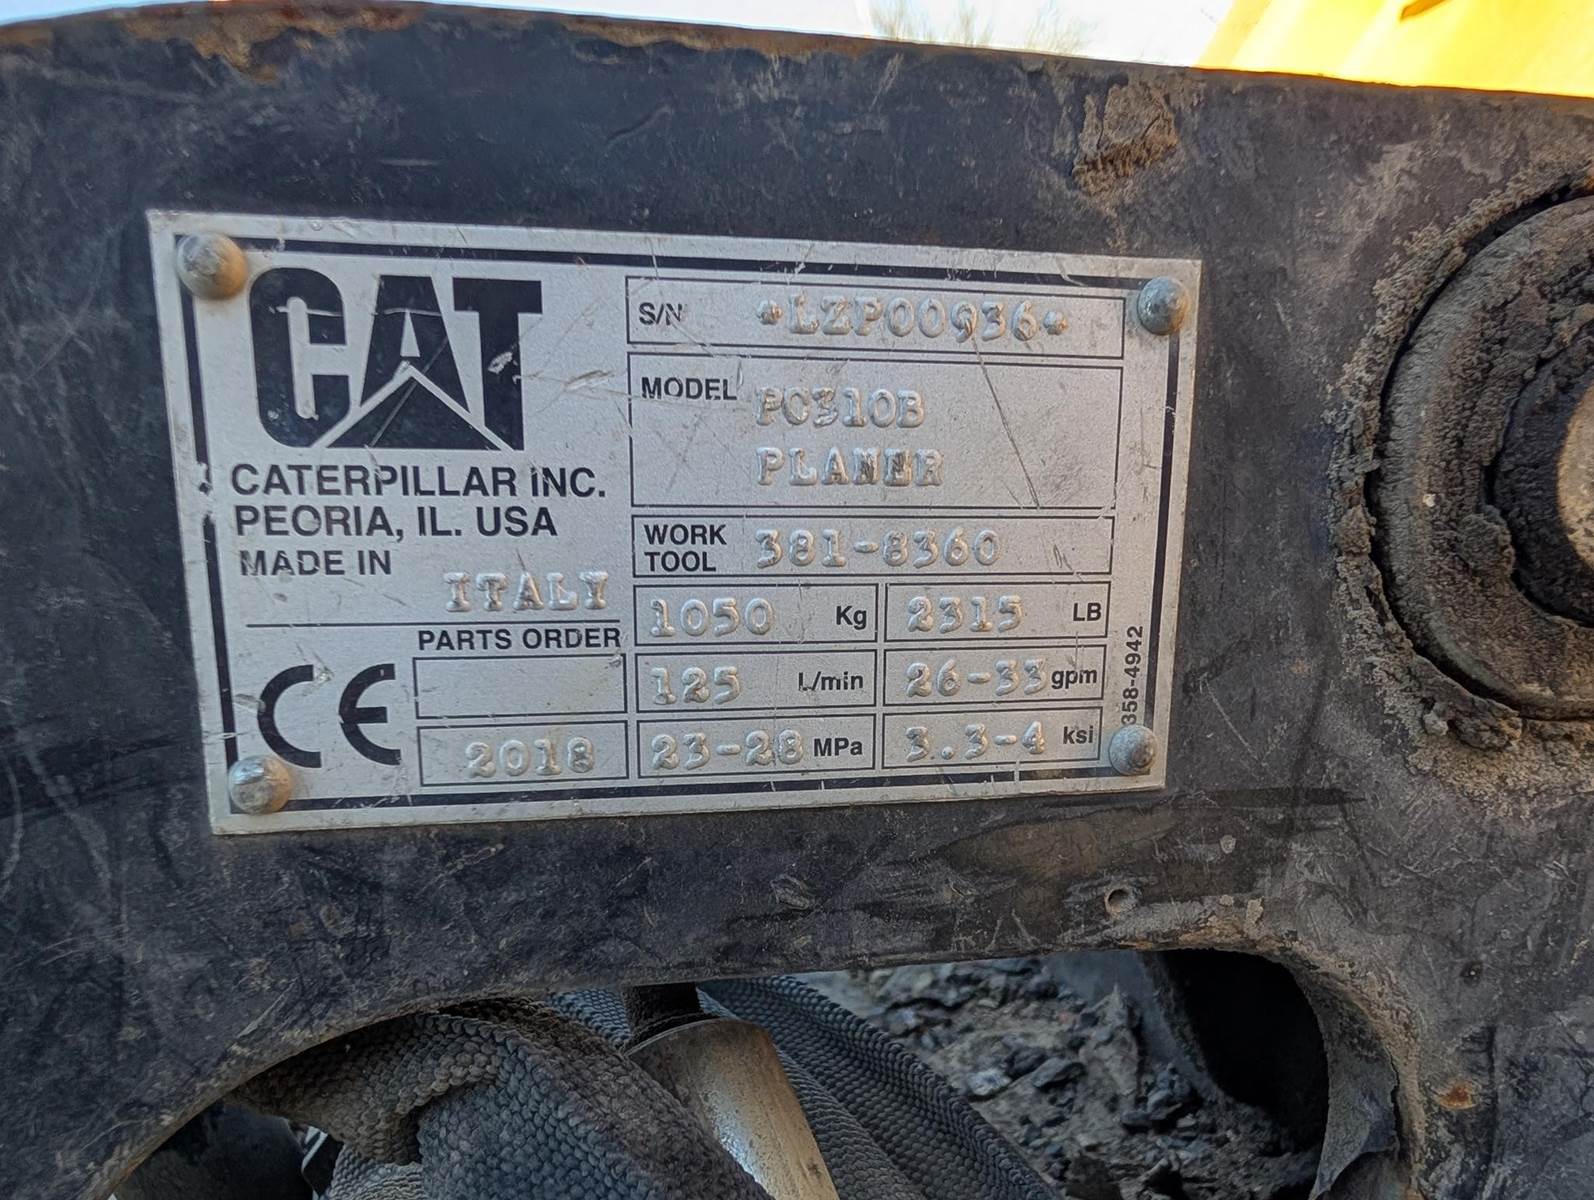 CAT
CATERPILLAR INC.
PEORIA, IL. USA
MADE IN
ITALY
S/N *LZP00936*
MODEL PC310B
PLANER
WORK TOOL 381-8360
1050 Kg 2315 LB
PARTS ORDER
125 L/min 26-33 gpm
CE
2018 23-28 MPa 3.3-4 ksi
358-4942